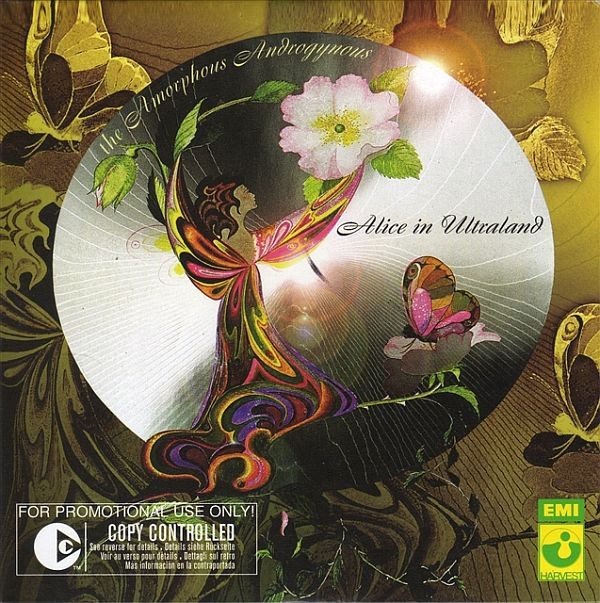 the Amorphous Androgynous
Alice in Ultraland
FOR PROMOTIONAL USE ONLY!
COPY CONTROLLED
See reverse for details . Details siehe Rückseite
Voir au verso pour détails . Dettagli sul retro
Más información en la contraportada
EMI
HARVEST